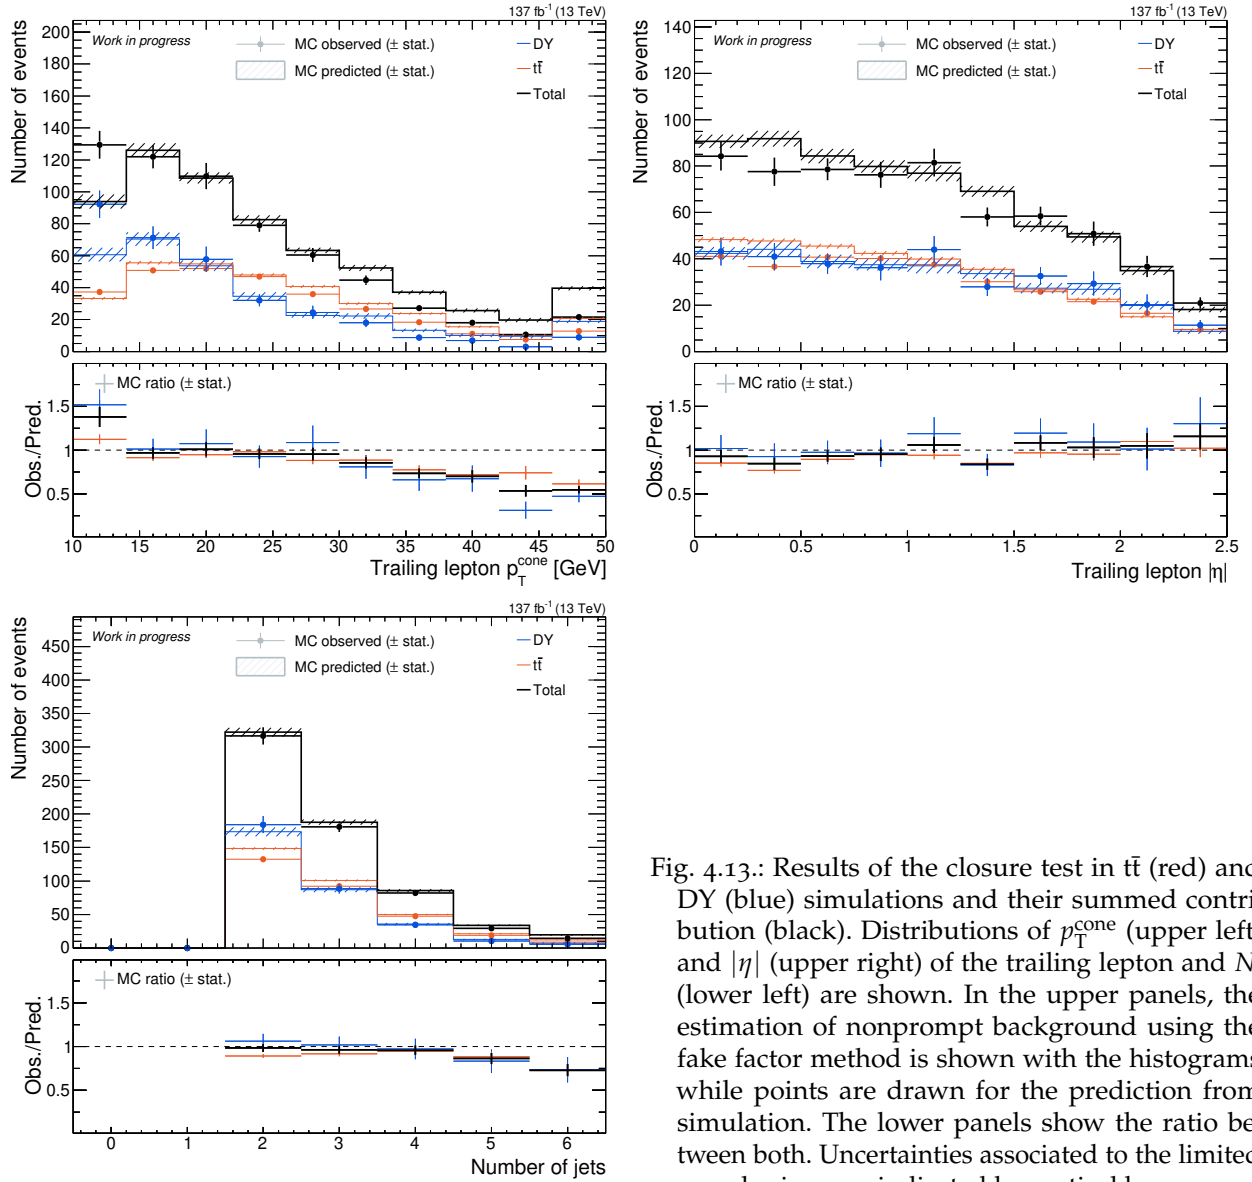 137 fb⁻¹ (13 TeV)
Work in progress
MC observed (± stat.)
MC predicted (± stat.)
DY
tt̄
Total
Number of events
200
180
160
140
120
100
80
60
40
20
0
MC ratio (± stat.)
Obs./Pred.
1.5
1
0.5
10 15 20 25 30 35 40 45 50
Trailing lepton p_T^cone [GeV]
137 fb⁻¹ (13 TeV)
Work in progress
MC observed (± stat.)
MC predicted (± stat.)
DY
tt̄
Total
Number of events
140
120
100
80
60
40
20
0
MC ratio (± stat.)
Obs./Pred.
1.5
1
0.5
0 0.5 1 1.5 2 2.5
Trailing lepton |η|
137 fb⁻¹ (13 TeV)
Work in progress
MC observed (± stat.)
MC predicted (± stat.)
DY
tt̄
Total
Number of events
450
400
350
300
250
200
150
100
50
0
MC ratio (± stat.)
Obs./Pred.
1.5
1
0.5
0 1 2 3 4 5 6
Number of jets
Fig. 4.13.: Results of the closure test in tt̄ (red) and
DY (blue) simulations and their summed contri
bution (black). Distributions of p_T^cone (upper left
and |η| (upper right) of the trailing lepton and N
(lower left) are shown. In the upper panels, the
estimation of nonprompt background using the
fake factor method is shown with the histograms
while points are drawn for the prediction from
simulation. The lower panels show the ratio be
tween both. Uncertainties associated to the limited